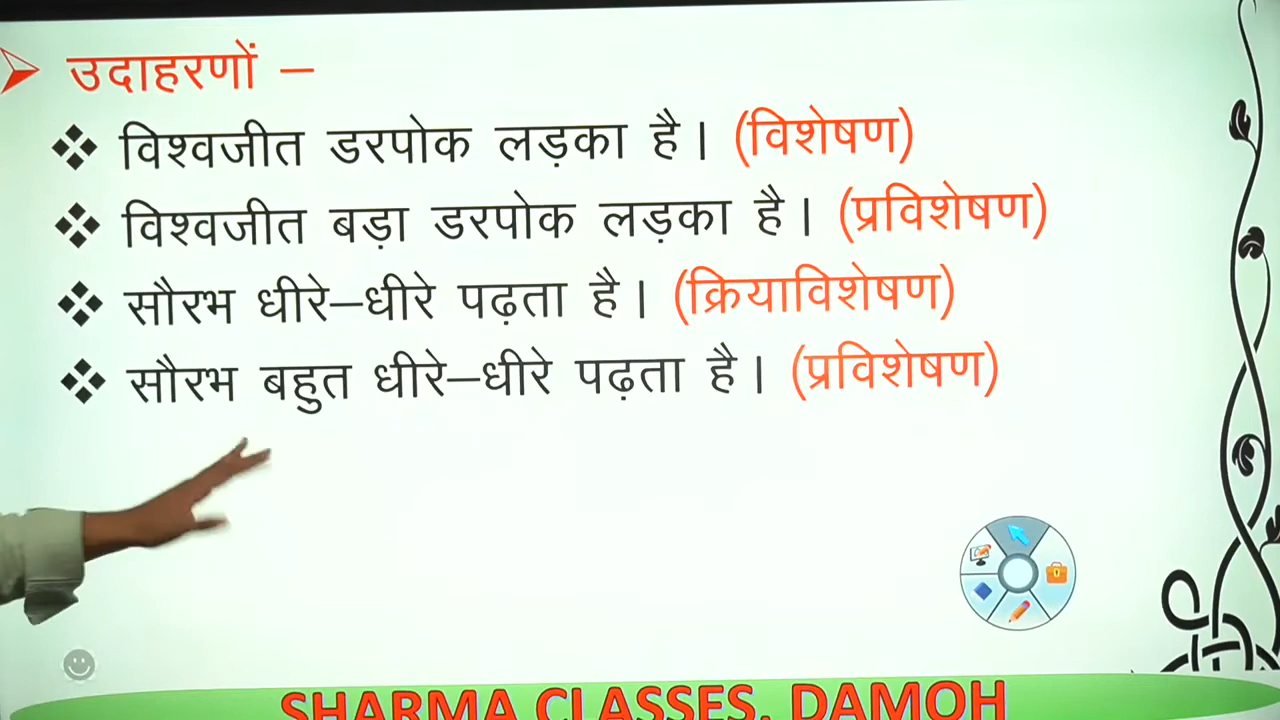 उदाहरणों –
विश्वजीत डरपोक लड़का है। (विशेषण)
विश्वजीत बड़ा डरपोक लड़का है। (प्रविशेषण)
सौरभ धीरे–धीरे पढ़ता है। (क्रियाविशेषण)
सौरभ बहुत धीरे–धीरे पढ़ता है। (प्रविशेषण)
SHARMA CLASSES, DAMOH